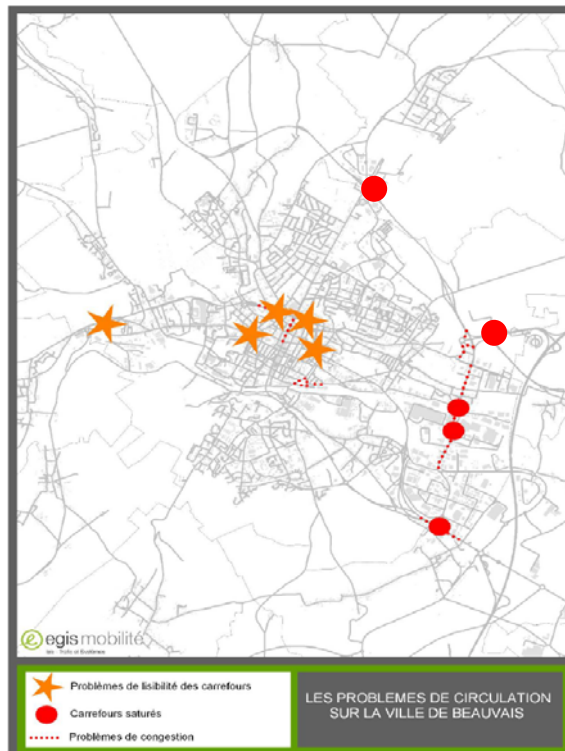 egis mobilité
Problèmes de lisibilité des carrefours
Carrefours saturés
Problèmes de congestion
LES PROBLEMES DE CIRCULATION
SUR LA VILLE DE BEAUVAIS